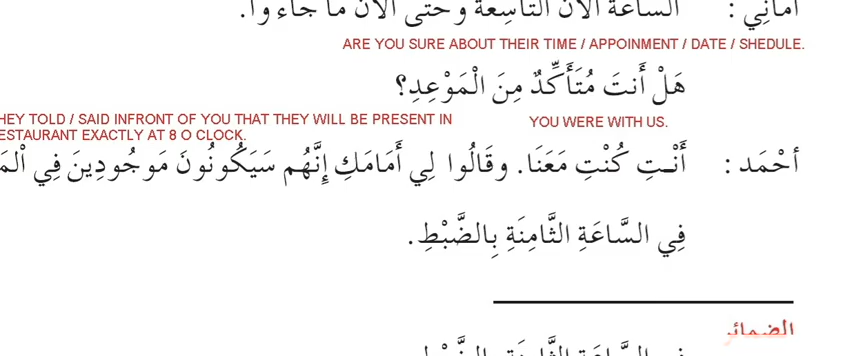 أماني : الساعة الآن التاسعة وحتى الآن ما جاءوا.
ARE YOU SURE ABOUT THEIR TIME / APPOINMENT / DATE / SHEDULE.
هَلْ أَنتَ مُتَأَكِّدٌ مِنَ الْمَوْعِدِ؟
HEY TOLD / SAID INFRONT OF YOU THAT THEY WILL BE PRESENT IN
ESTAURANT EXACTLY AT 8 O CLOCK.
YOU WERE WITH US.
أحْمَد : أَنْـتِ كُنْتِ مَعَنَا. وقَالُوا لِي أَمَامَكِ إِنَّهُم سَيَكُونُونَ مَوجُودِينَ فِي
فِي السَّاعَةِ الثَّامِنَةِ بِالضَّبْطِ.
الضمائر